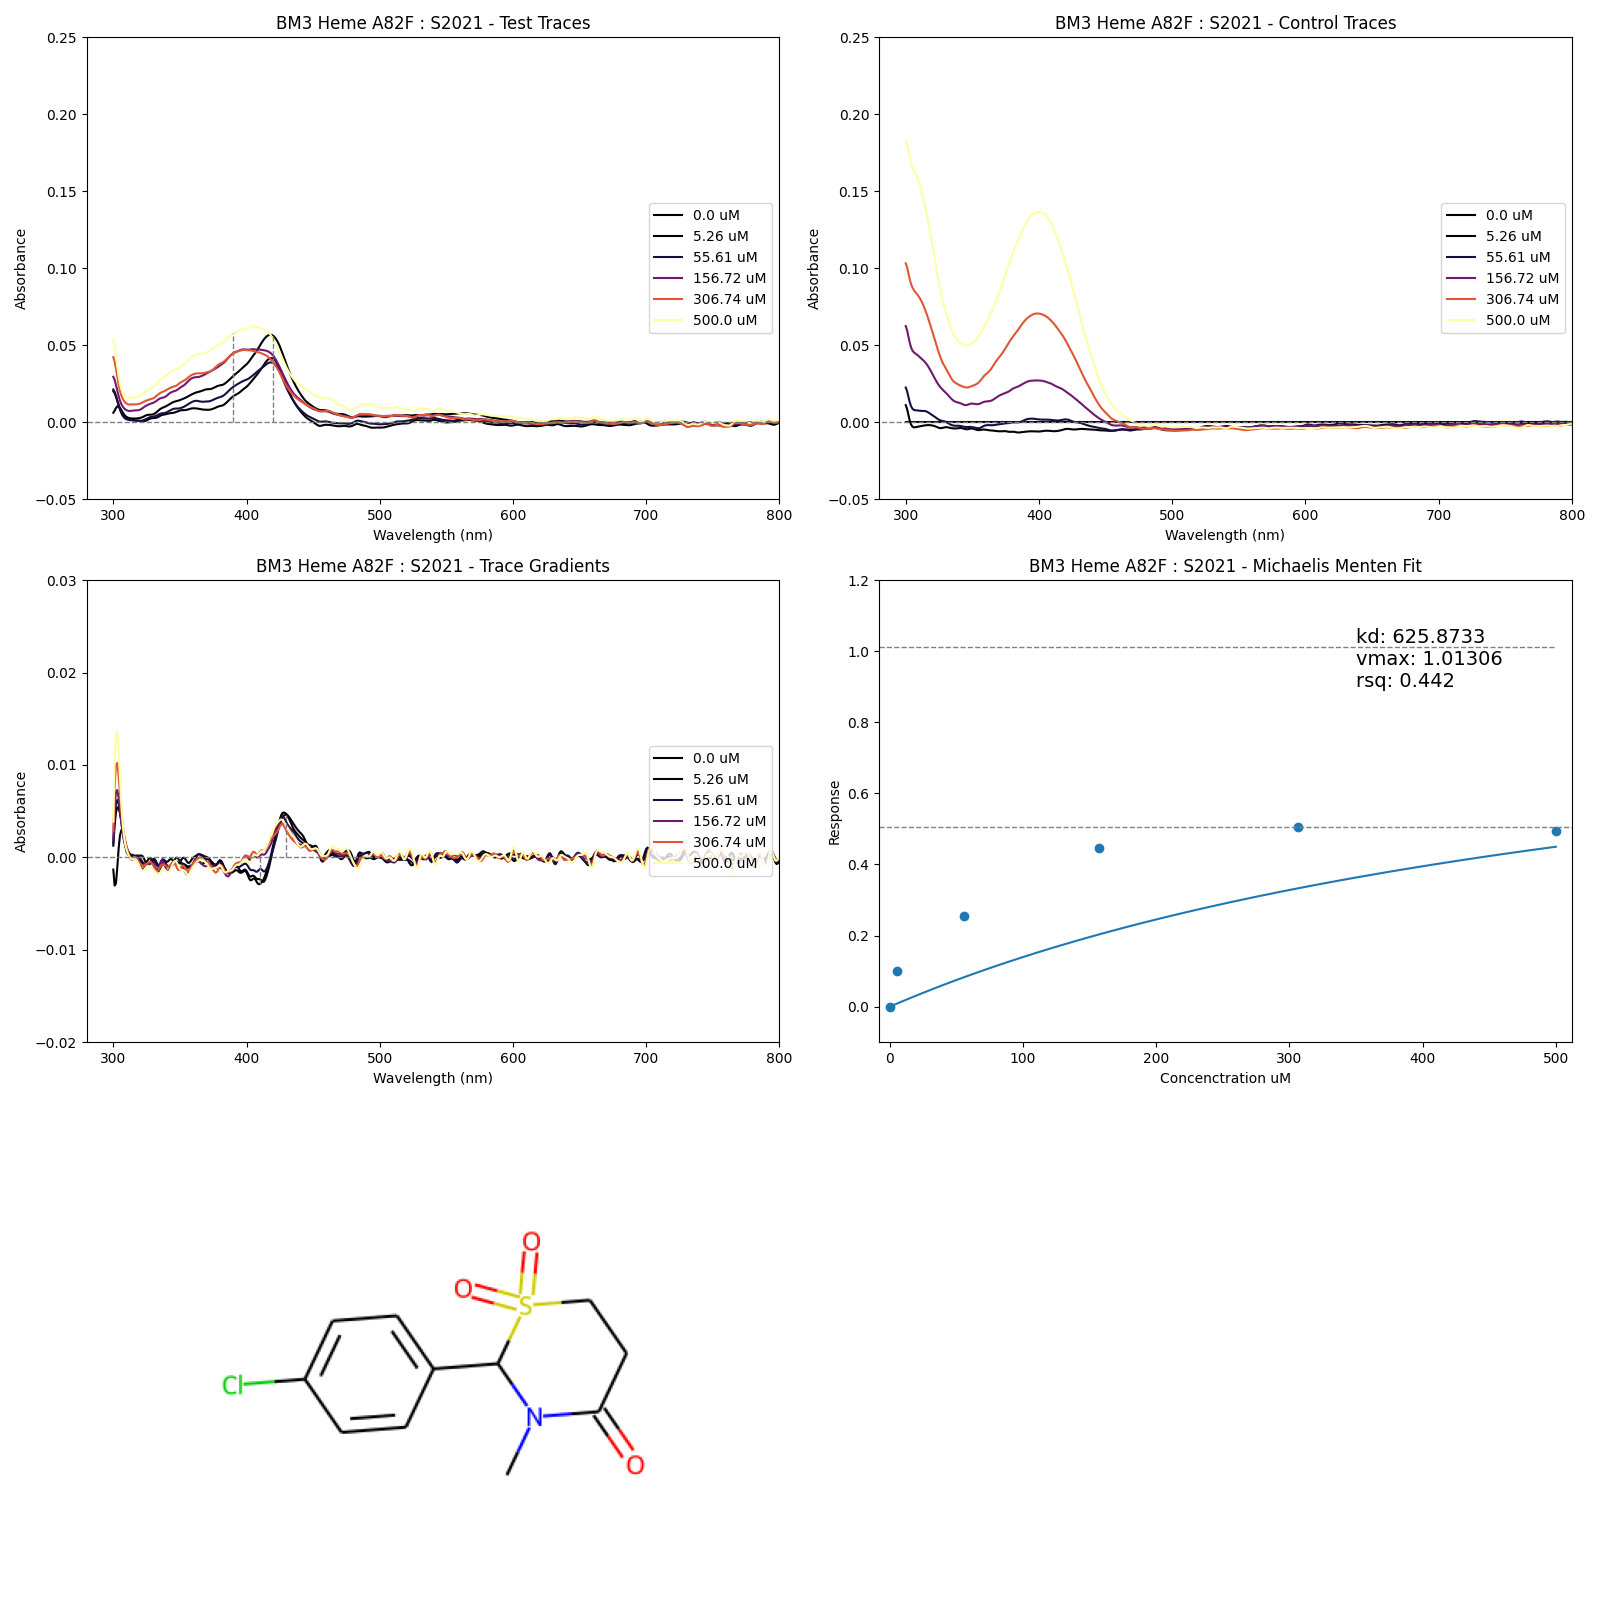 BM3 Heme A82F : S2021 - Test Traces
0.25
0.20
0.15
0.10
0.05
0.00
−0.05
Absorbance
300 400 500 600 700 800
Wavelength (nm)
0.0 uM
5.26 uM
55.61 uM
156.72 uM
306.74 uM
500.0 uM
BM3 Heme A82F : S2021 - Control Traces
0.25
0.20
0.15
0.10
0.05
0.00
−0.05
Absorbance
300 400 500 600 700 800
Wavelength (nm)
0.0 uM
5.26 uM
55.61 uM
156.72 uM
306.74 uM
500.0 uM
BM3 Heme A82F : S2021 - Trace Gradients
0.03
0.02
0.01
0.00
−0.01
−0.02
Absorbance
300 400 500 600 700 800
Wavelength (nm)
0.0 uM
5.26 uM
55.61 uM
156.72 uM
306.74 uM
500.0 uM
BM3 Heme A82F : S2021 - Michaelis Menten Fit
1.2
1.0
0.8
0.6
0.4
0.2
0.0
Response
kd: 625.8733
vmax: 1.01306
rsq: 0.442
0 100 200 300 400 500
Concenctration uM
O
O
S
Cl
N
O